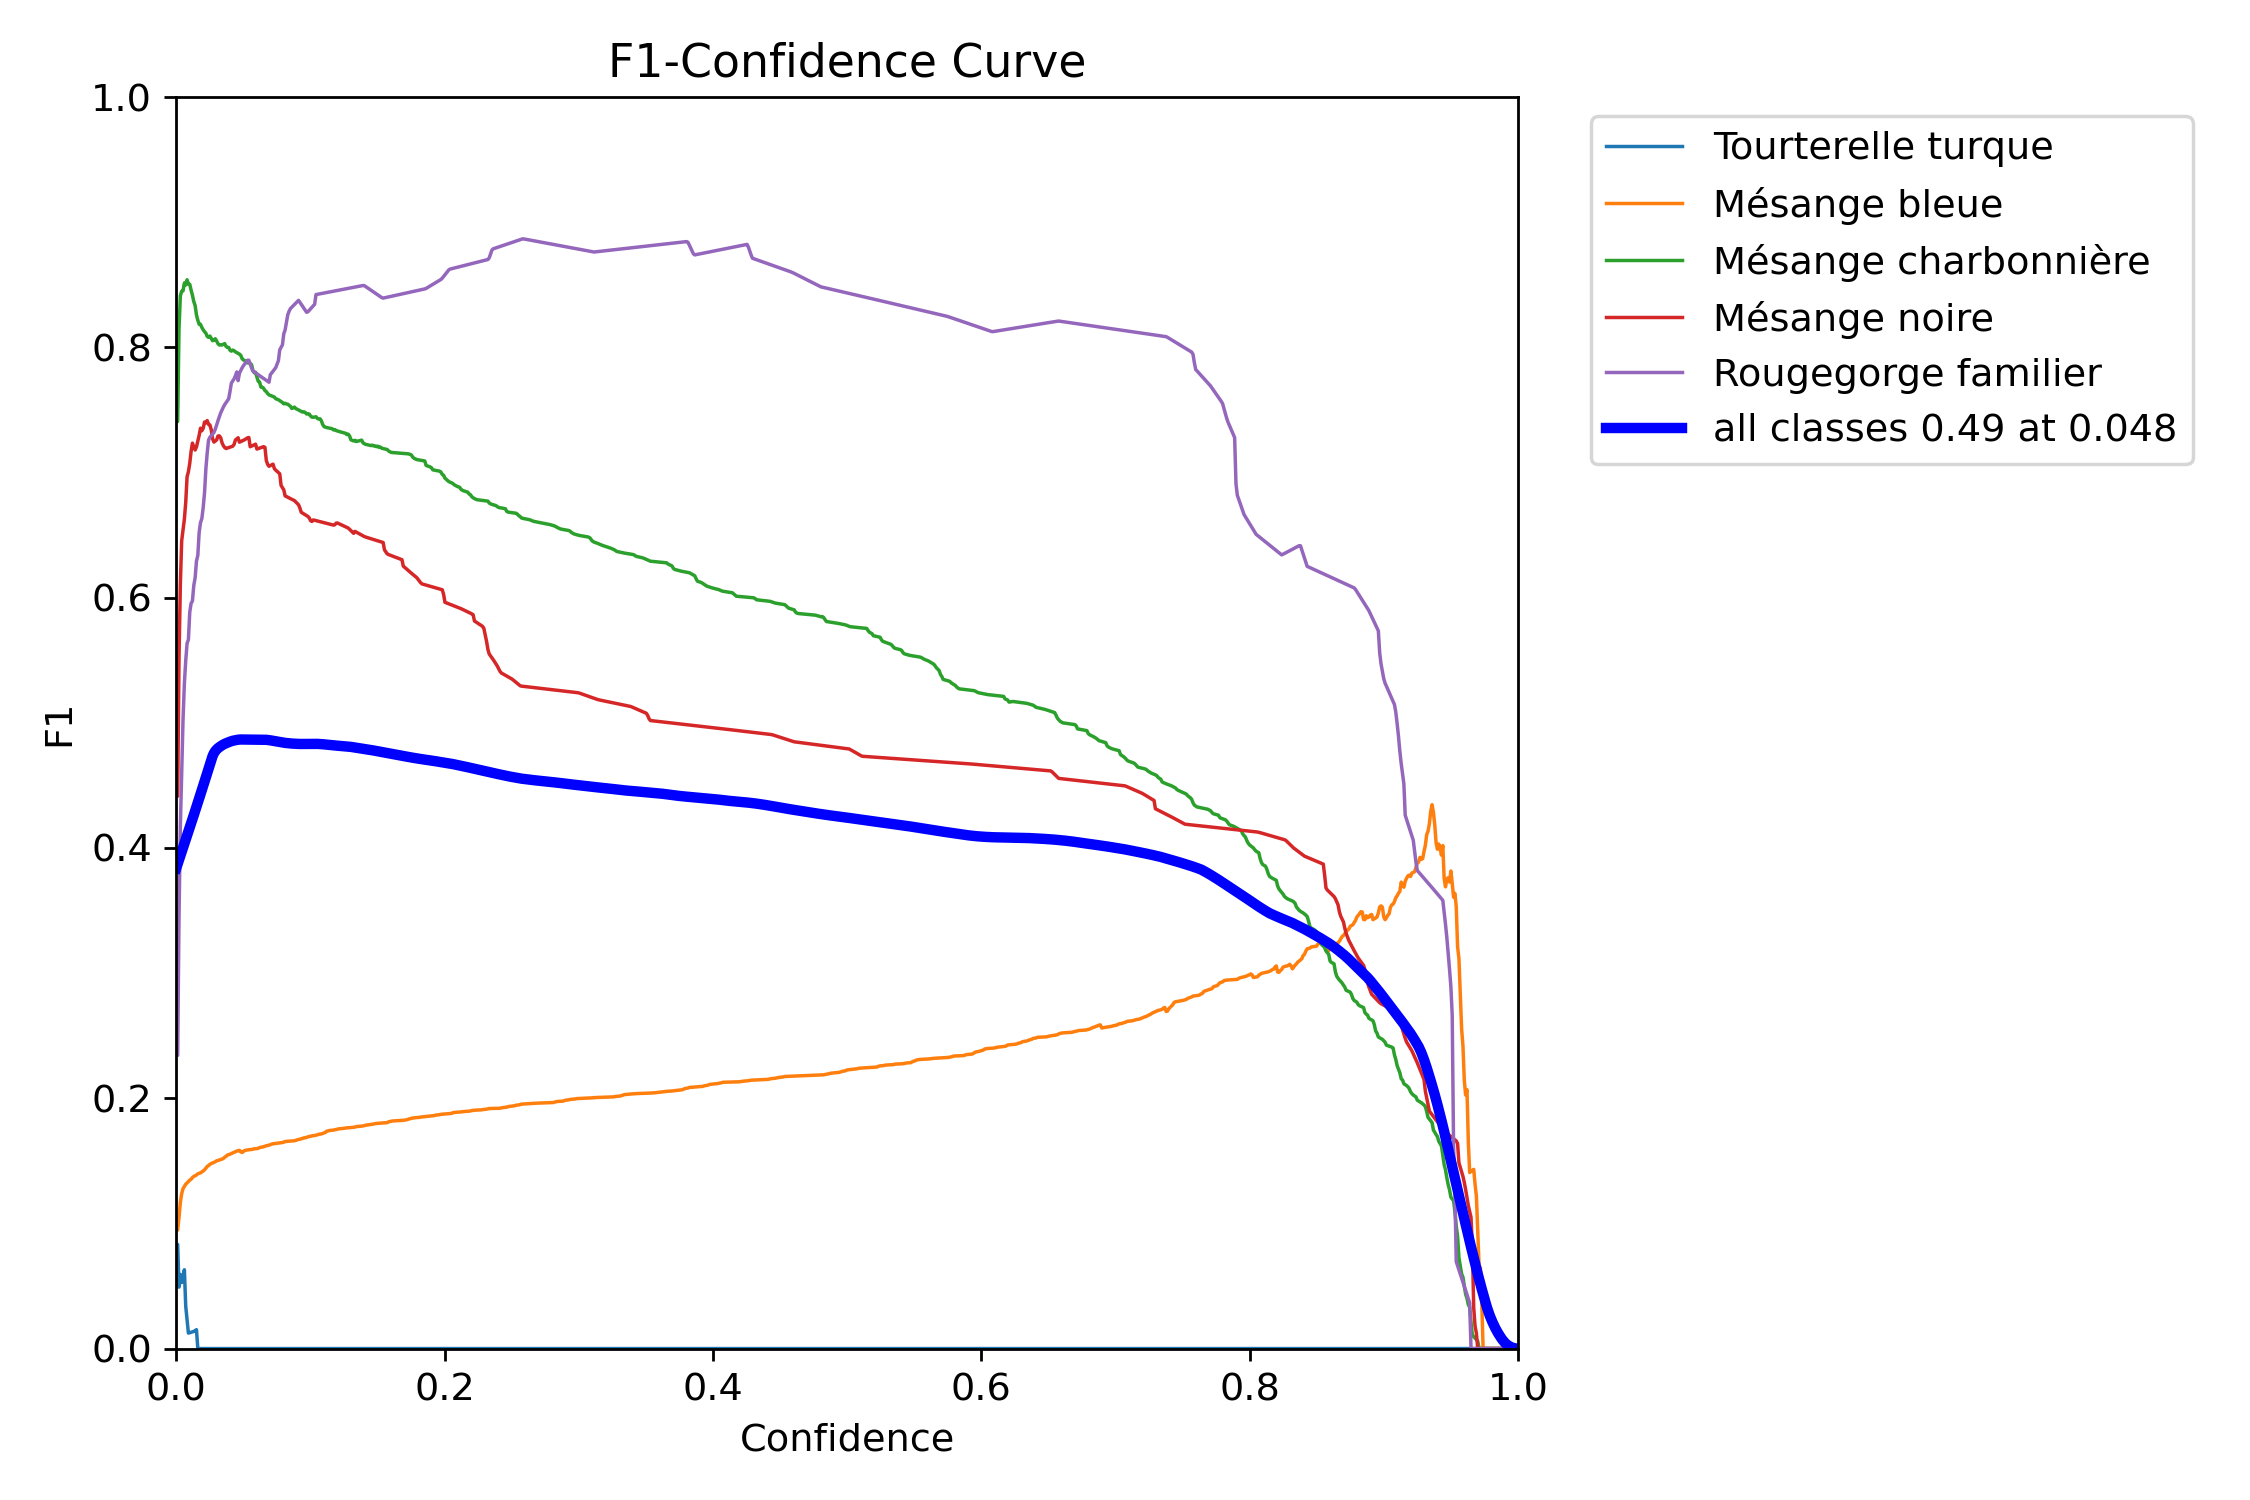 F1-Confidence Curve
1.0
0.8
0.6
0.4
0.2
0.0
F1
0.0 0.2 0.4 0.6 0.8 1.0
Confidence
Tourterelle turque
Mésange bleue
Mésange charbonnière
Mésange noire
Rougegorge familier
all classes 0.49 at 0.048